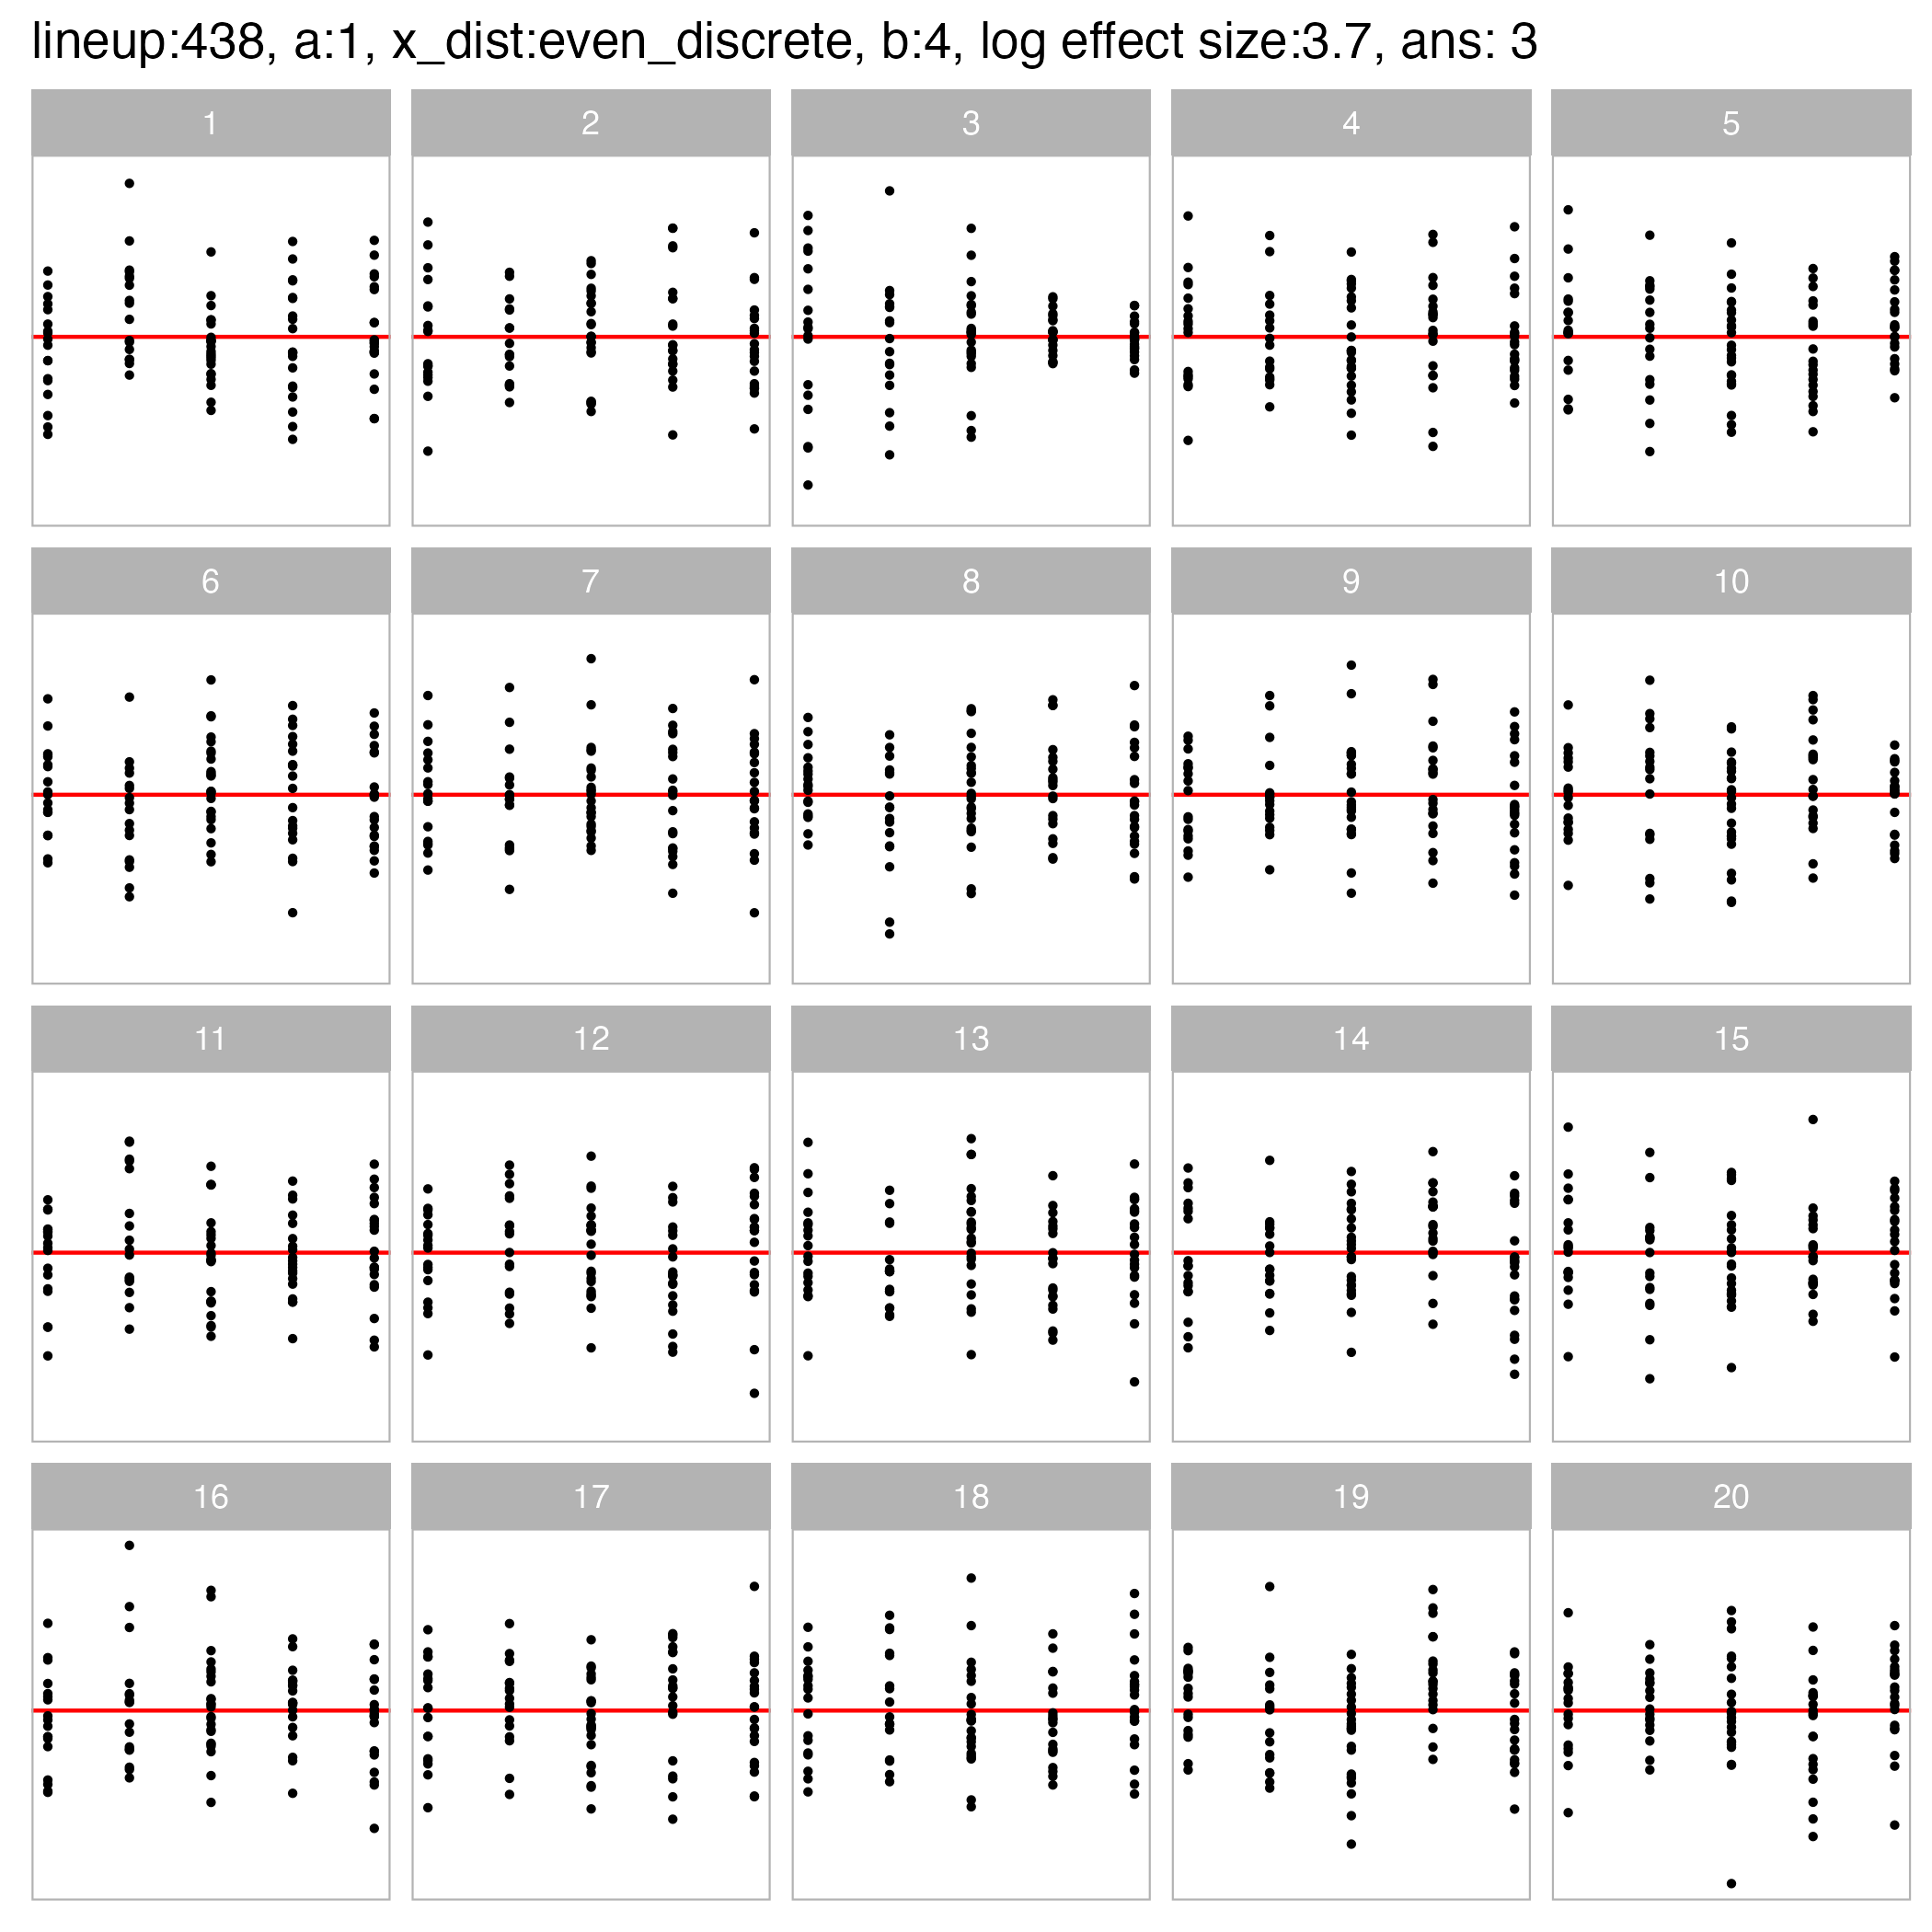 lineup:438, a:1, x_dist:even_discrete, b:4, log effect size:3.7, ans: 3
1 2 3 4 5
6 7 8 9 10
11 12 13 14 15
16 17 18 19 20